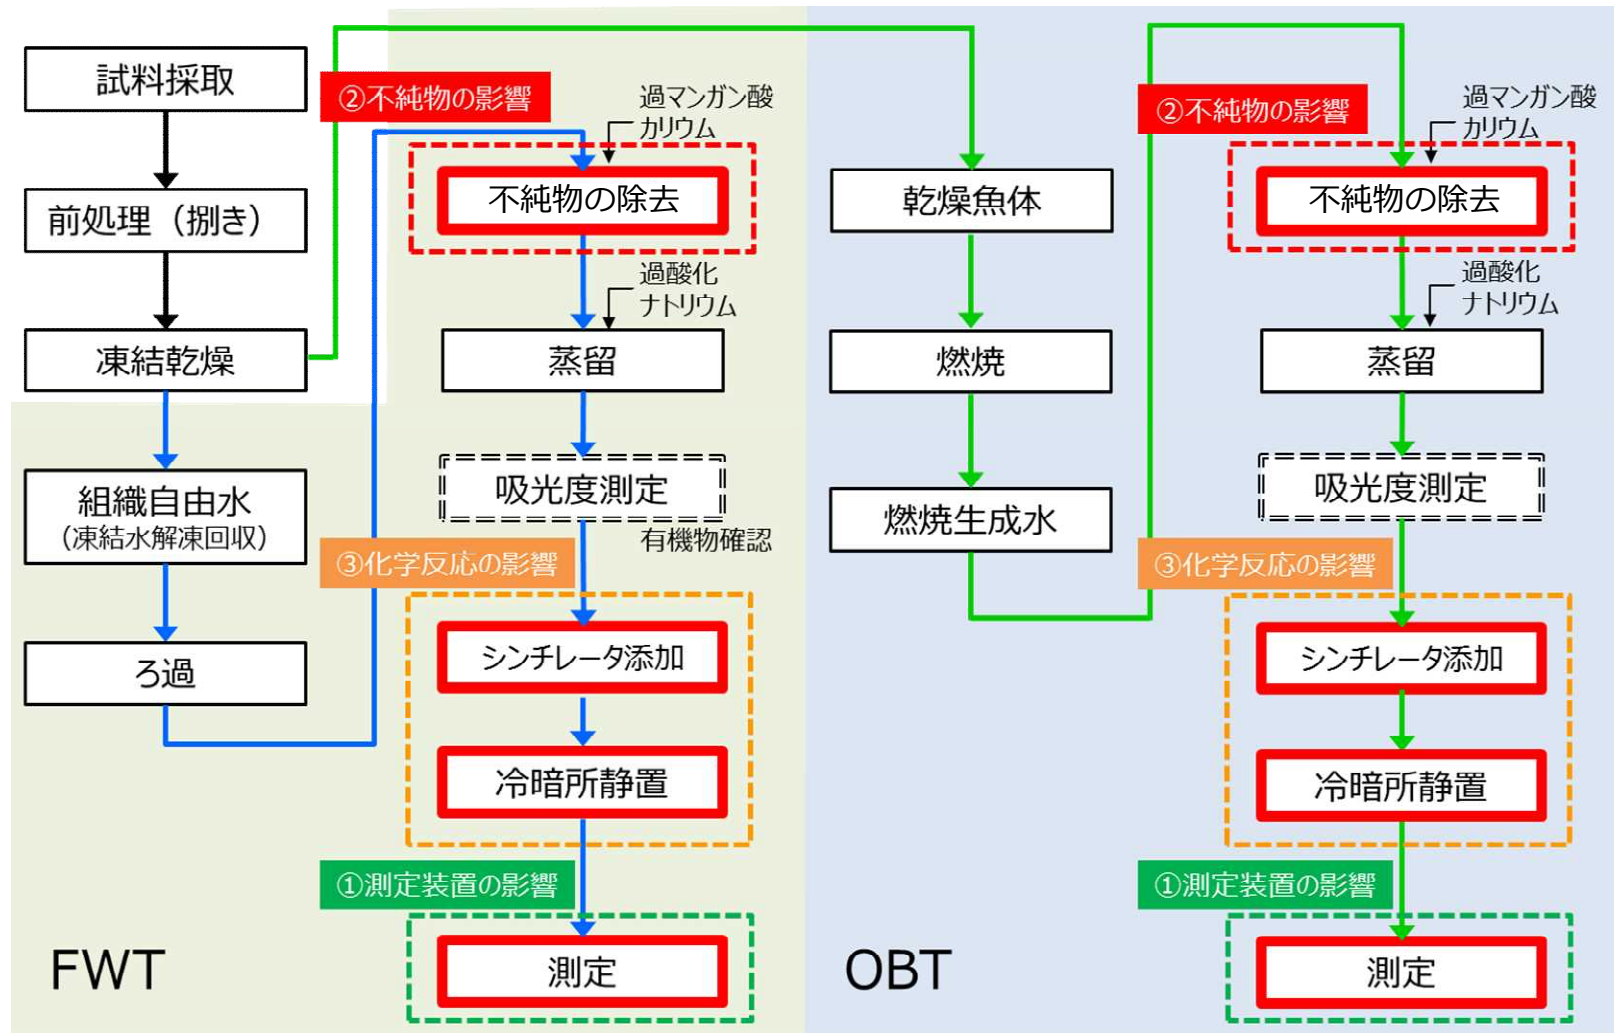 試料採取
前処理（捌き）
凍結乾燥
組織自由水
（凍結水解凍回収）
ろ過
FWT
②不純物の影響
過マンガン酸
カリウム
不純物の除去
過酸化
ナトリウム
蒸留
吸光度測定
有機物確認
③化学反応の影響
シンチレータ添加
冷暗所静置
①測定装置の影響
測定
乾燥魚体
燃焼
燃焼生成水
OBT
②不純物の影響
過マンガン酸
カリウム
不純物の除去
過酸化
ナトリウム
蒸留
吸光度測定
③化学反応の影響
シンチレータ添加
冷暗所静置
①測定装置の影響
測定